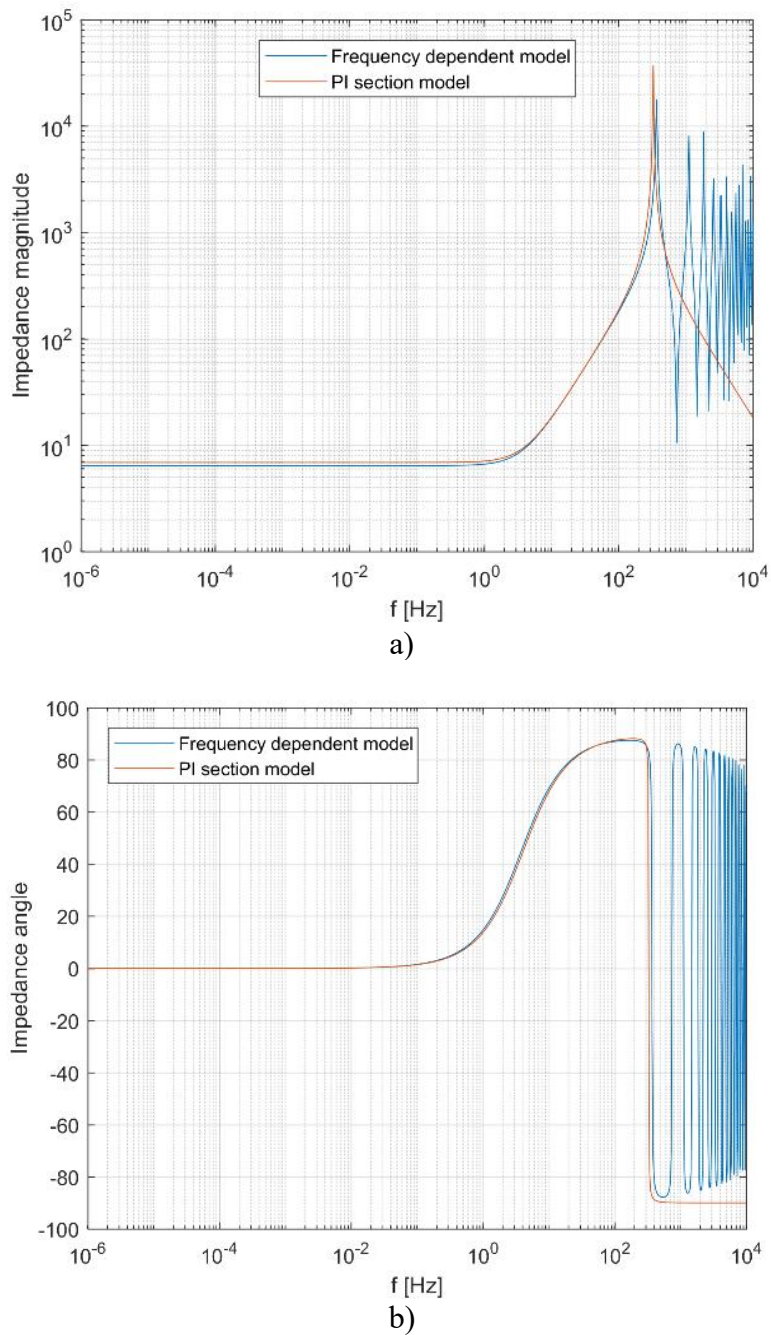 10^5
10^4
10^3
10^2
10^1
10^0
Impedance magnitude
Frequency dependent model
PI section model
10^-6 10^-4 10^-2 10^0 10^2 10^4
f [Hz]
a)
100
80
60
40
20
0
-20
-40
-60
-80
-100
Impedance angle
Frequency dependent model
PI section model
10^-6 10^-4 10^-2 10^0 10^2 10^4
f [Hz]
b)